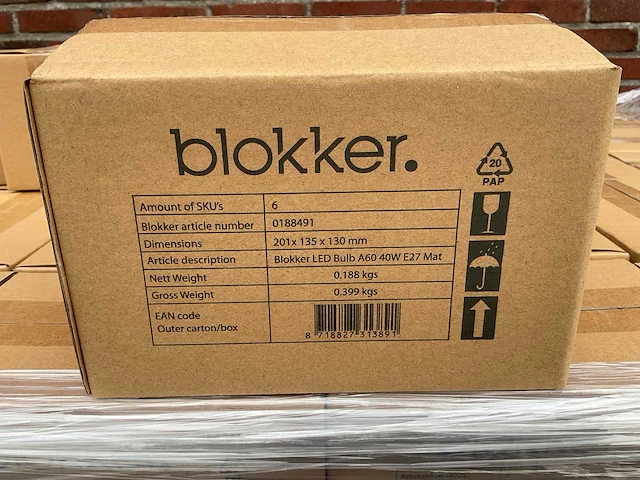 blokker.
20
PAP
Amount of SKU's 6
Blokker article number 0188491
Dimensions 201x 135 x 130 mm
Article description Blokker LED Bulb A60 40W E27 Mat
Nett Weight 0.188 kgs
Gross Weight 0.399 kgs
EAN code
Outer carton/box
8 718827 313891